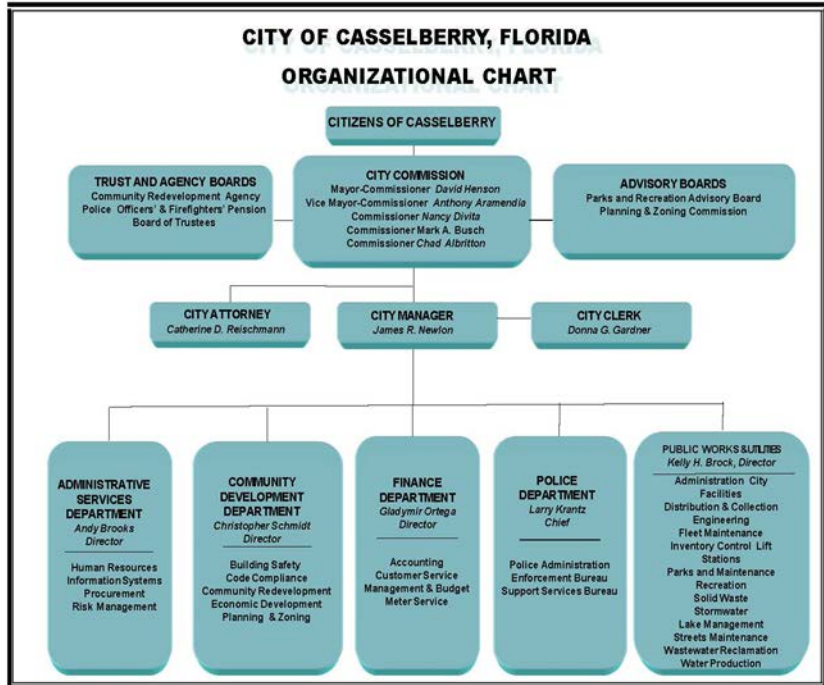 CITY OF CASSELBERRY, FLORIDA
ORGANIZATIONAL CHART
CITIZENS OF CASSELBERRY
TRUST AND AGENCY BOARDS
Community Redevelopment Agency
Police Officers' & Firefighters' Pension
Board of Trustees
CITY COMMISSION
Mayor-Commissioner David Henson
Vice Mayor-Commissioner Anthony Aramendia
Commissioner Nancy Divita
Commissioner Mark A. Busch
Commissioner Chad Albritton
ADVISORY BOARDS
Parks and Recreation Advisory Board
Planning & Zoning Commission
CITY ATTORNEY
Catherine D. Reischmann
CITY MANAGER
James R. Newlon
CITY CLERK
Donna G. Gardner
ADMINISTRATIVE
SERVICES
DEPARTMENT
Andy Brooks
Director
Human Resources
Information Systems
Procurement
Risk Management
COMMUNITY
DEVELOPMENT
DEPARTMENT
Christopher Schmidt
Director
Building Safety
Code Compliance
Community Redevelopment
Economic Development
Planning & Zoning
FINANCE
DEPARTMENT
Gladymir Ortega
Director
Accounting
Customer Service
Management & Budget
Meter Service
POLICE
DEPARTMENT
Larry Krantz
Chief
Police Administration
Enforcement Bureau
Support Services Bureau
PUBLIC WORKS & UTILITIES
Kelly H. Brock, Director
Administration City
Facilities
Distribution & Collection
Engineering
Fleet Maintenance
Inventory Control Lift
Stations
Parks and Maintenance
Recreation
Solid Waste
Stormwater
Lake Management
Streets Maintenance
Wastewater Reclamation
Water Production